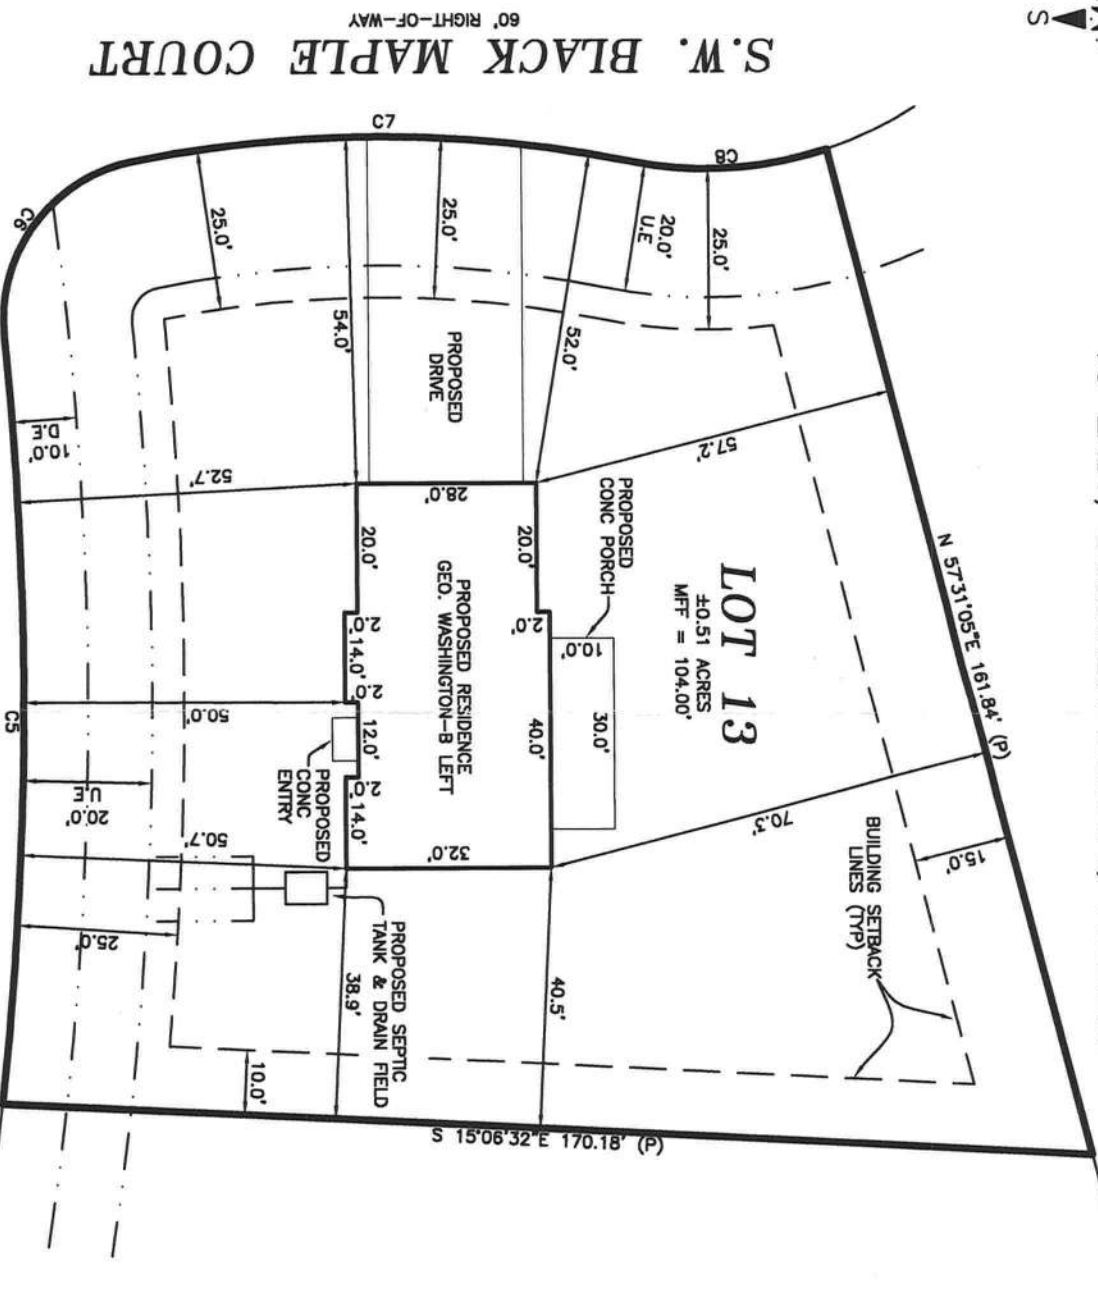 S
S.W. BLACK MAPLE COURT
60' RIGHT-OF-WAY
C7
C8
C6
C5
25.0'
25.0'
25.0'
20.0'
U.E
54.0'
52.0'
PROPOSED
DRIVE
57.2'
10.0'
D.E
52.7'
28.0'
20.0'
20.0'
PROPOSED
CONC PORCH
10.0'
30.0'
LOT 13
±0.51 ACRES
MFF = 104.00'
N 57°31'05"E 161.84' (P)
2.0'
2.0'
14.0'
2.0'
12.0'
2.0'
14.0'
40.0'
32.0'
PROPOSED RESIDENCE
GEO. WASHINGTON-B LEFT
50.0'
20.0'
U.E
50.7'
PROPOSED
CONC
ENTRY
70.3'
15.0'
BUILDING SETBACK
LINES (TYP)
25.0'
PROPOSED SEPTIC
TANK & DRAIN FIELD
38.9'
40.5'
10.0'
S 15°06'32"E 170.18' (P)